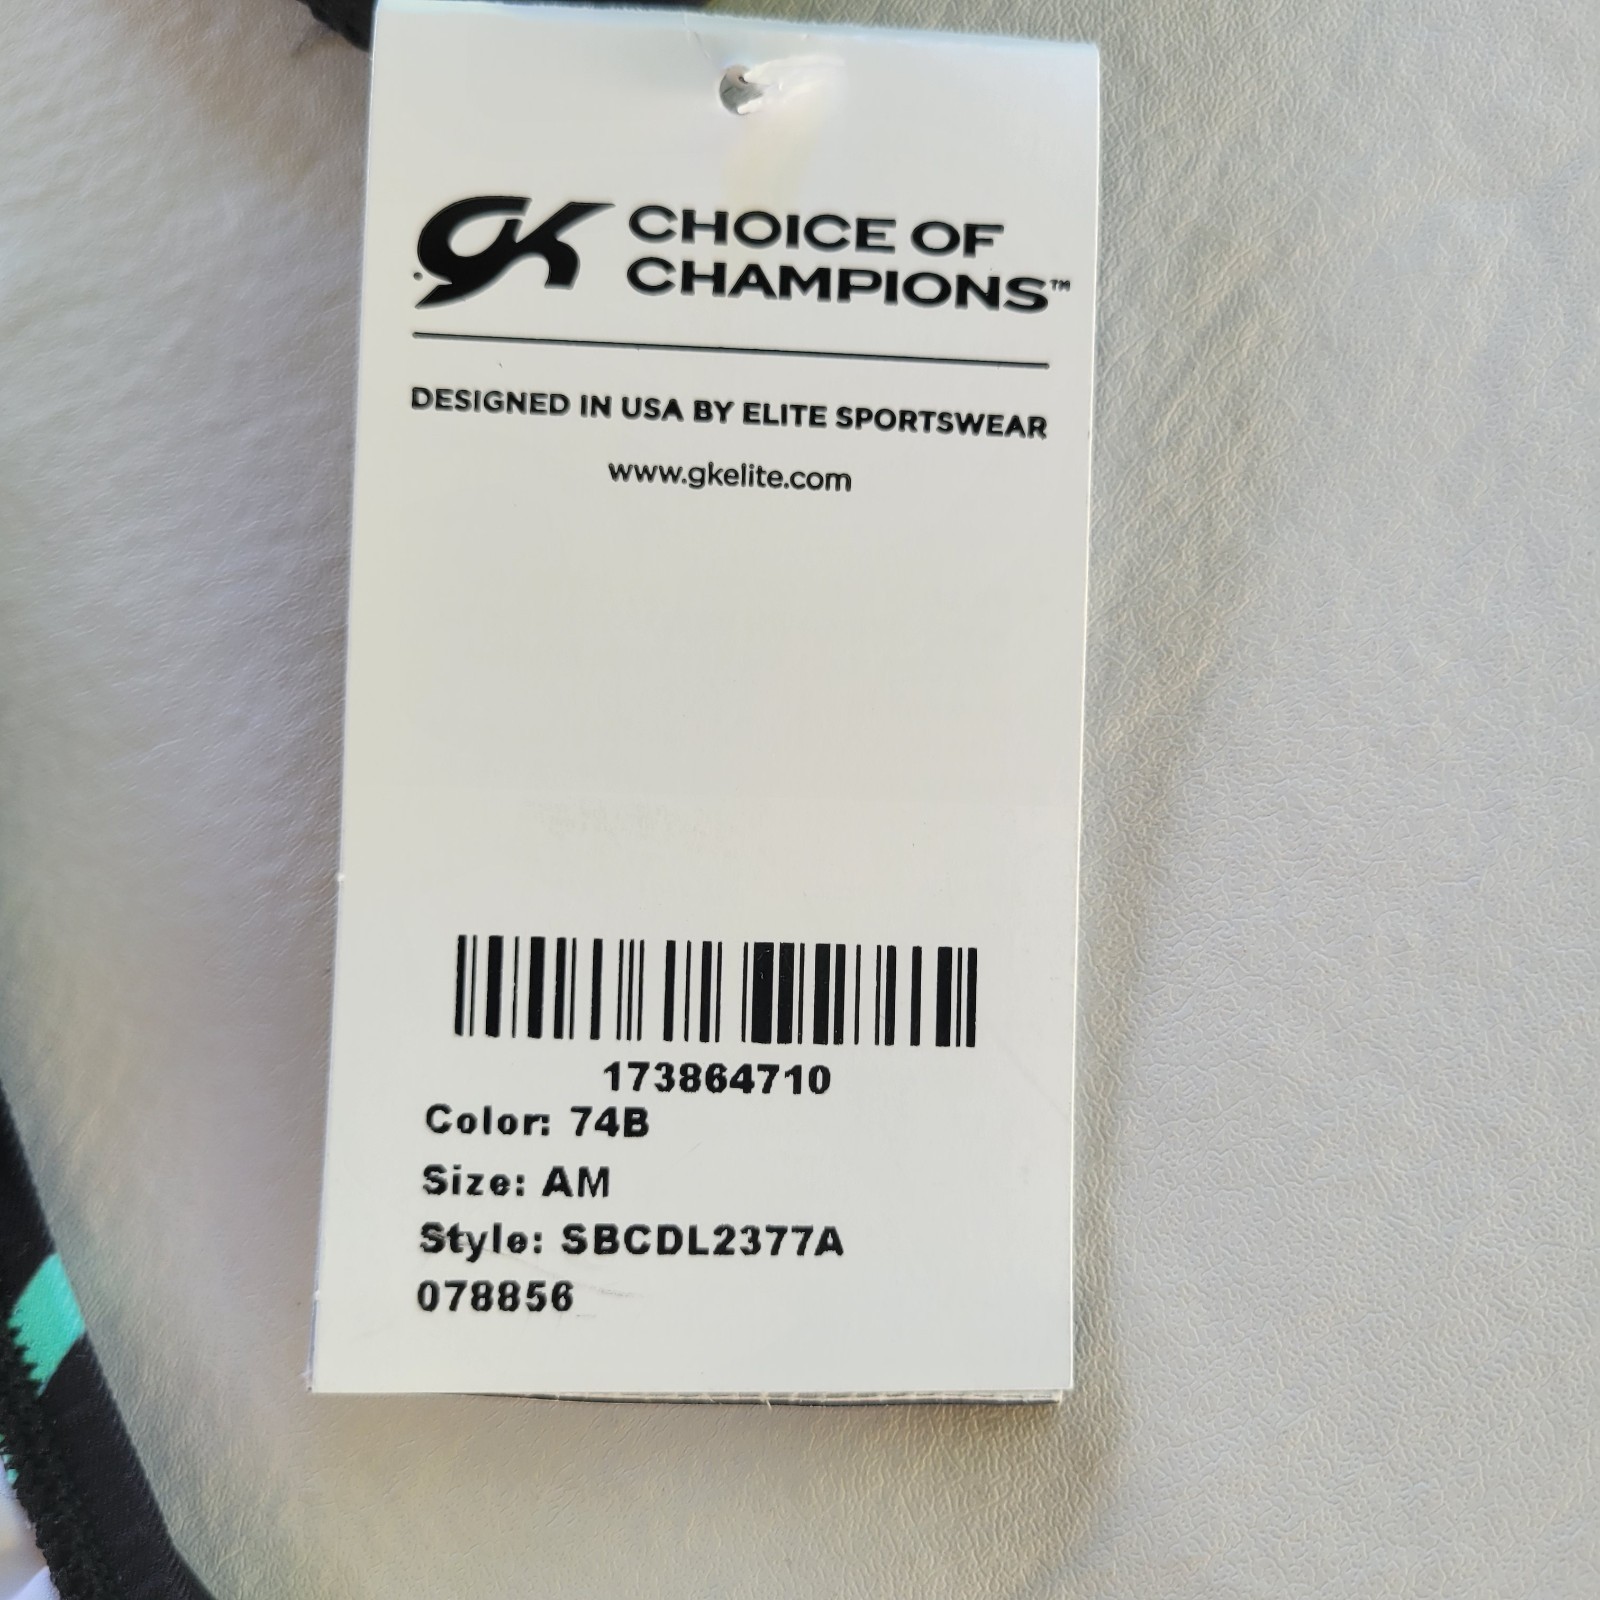 GK CHOICE OF
CHAMPIONS™
DESIGNED IN USA BY ELITE SPORTSWEAR
www.gkelite.com
173864710
Color: 74B
Size: AM
Style: SBCDL2377A
078856